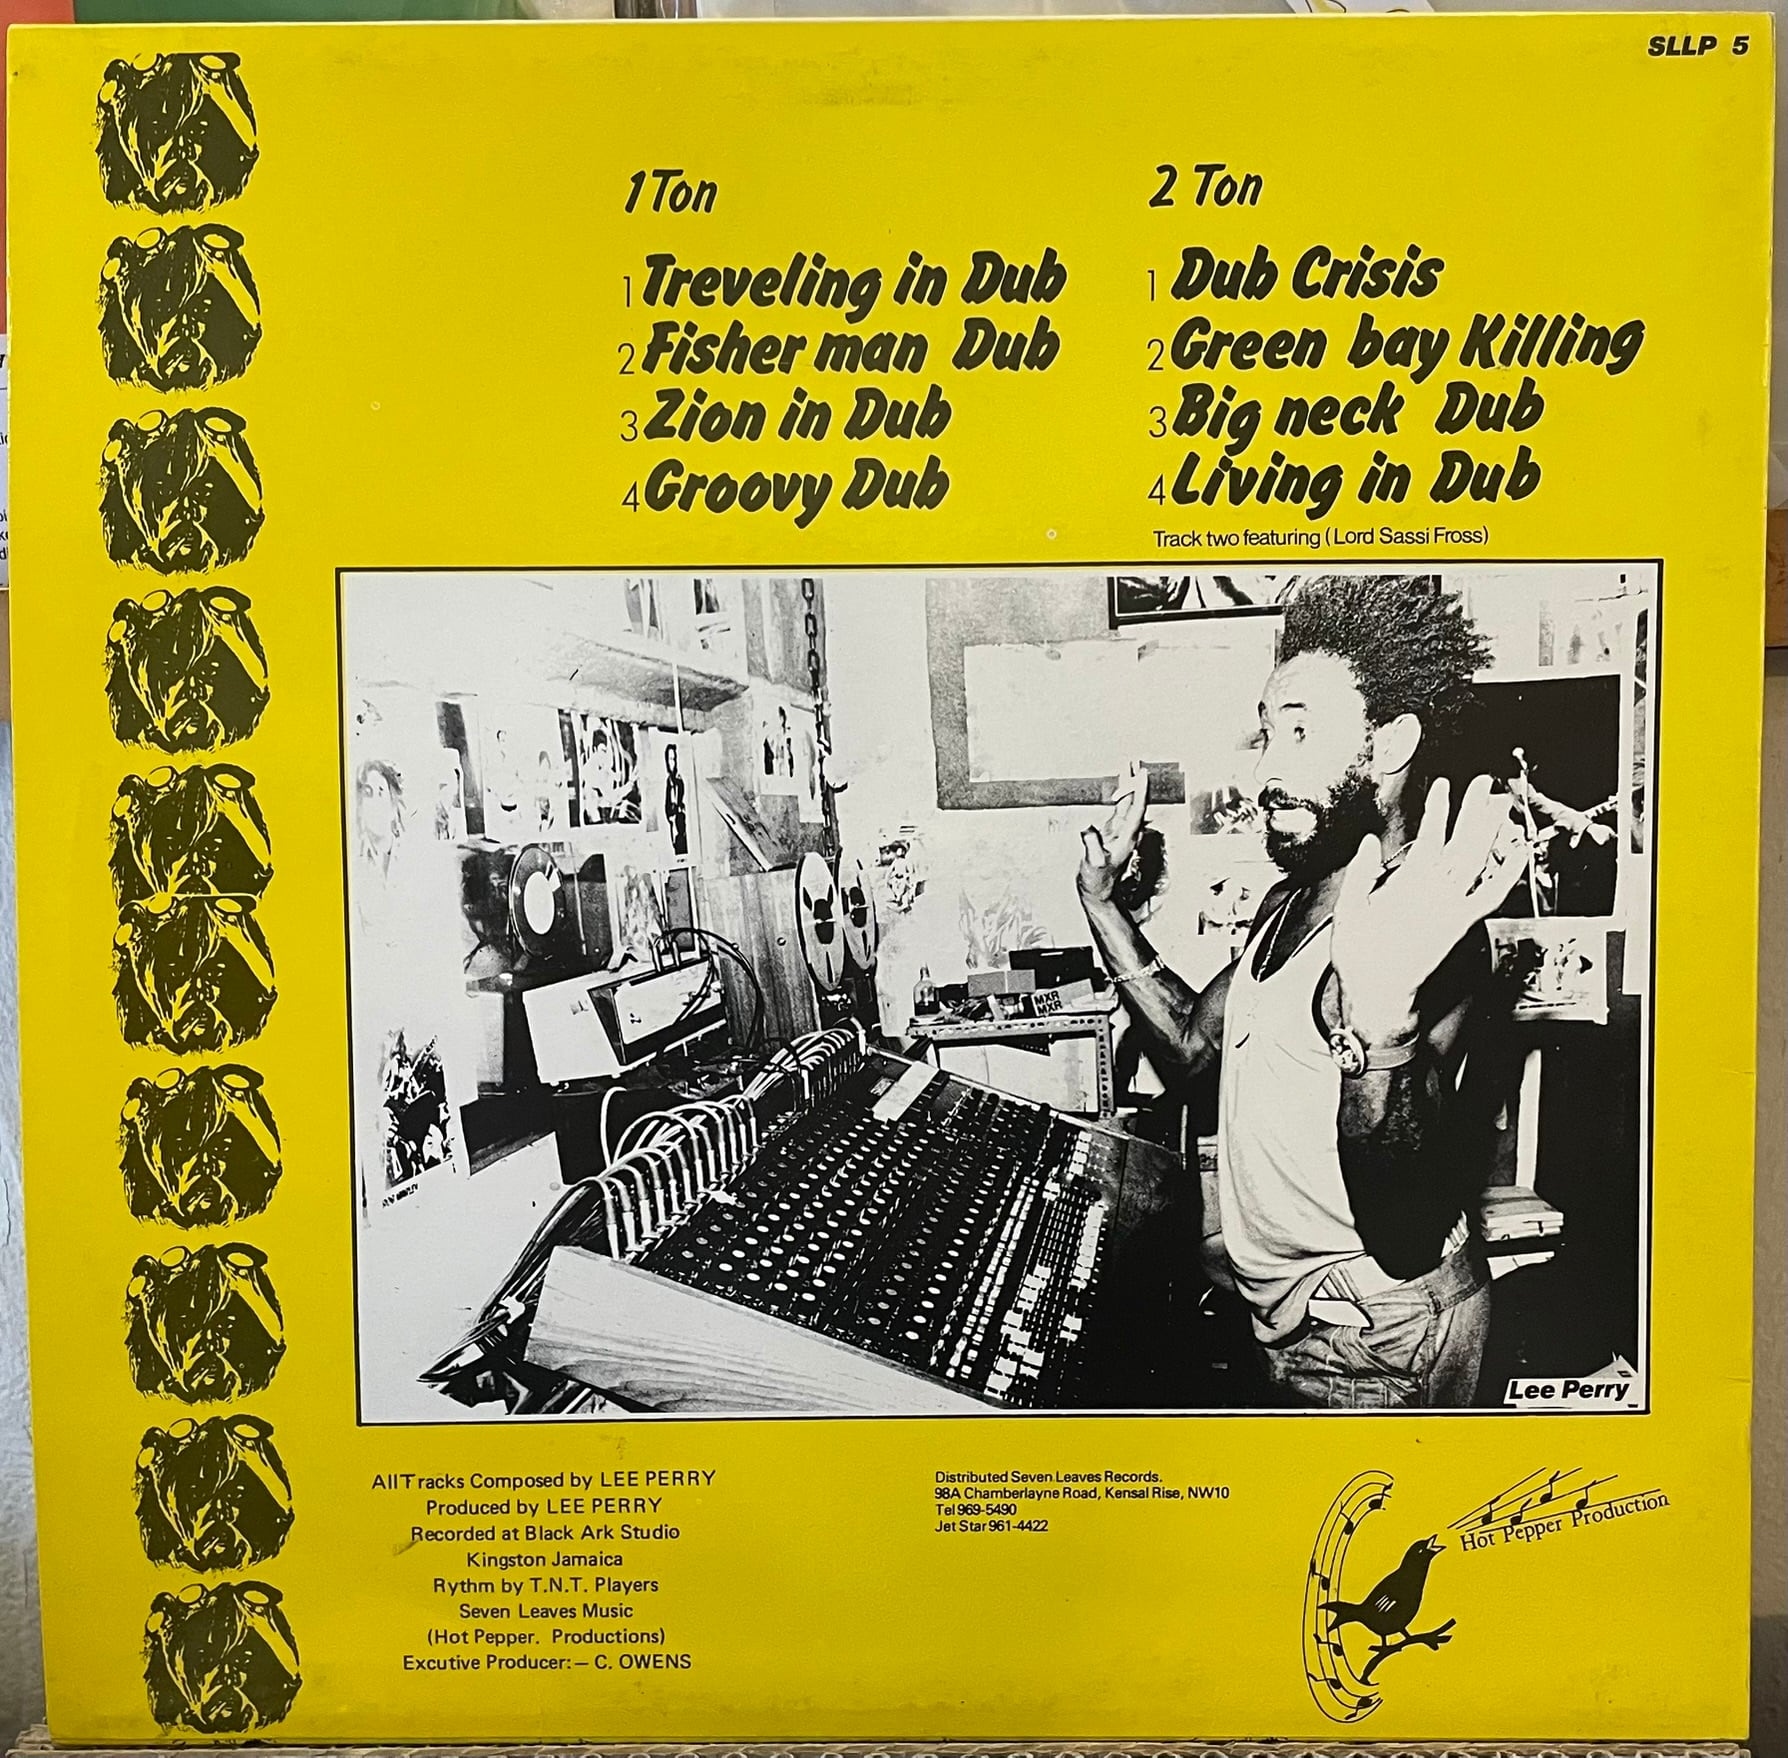 SLLP 5
1 Ton
1 Treveling in Dub
2 Fisher man Dub
3 Zion in Dub
4 Groovy Dub
2 Ton
1 Dub Crisis
2 Green bay Killing
3 Big neck Dub
4 Living in Dub
Track two featuring (Lord Sassi Fross)
MXR
MXR
Lee Perry
All Tracks Composed by LEE PERRY
Produced by LEE PERRY
Recorded at Black Ark Studio
Kingston Jamaica
Rythm by T.N.T. Players
Seven Leaves Music
(Hot Pepper. Productions)
Excutive Producer:— C. OWENS
Distributed Seven Leaves Records.
98A Chamberlayne Road, Kensal Rise, NW10
Tel 969-5490
Jet Star 961-4422
Hot Pepper Production